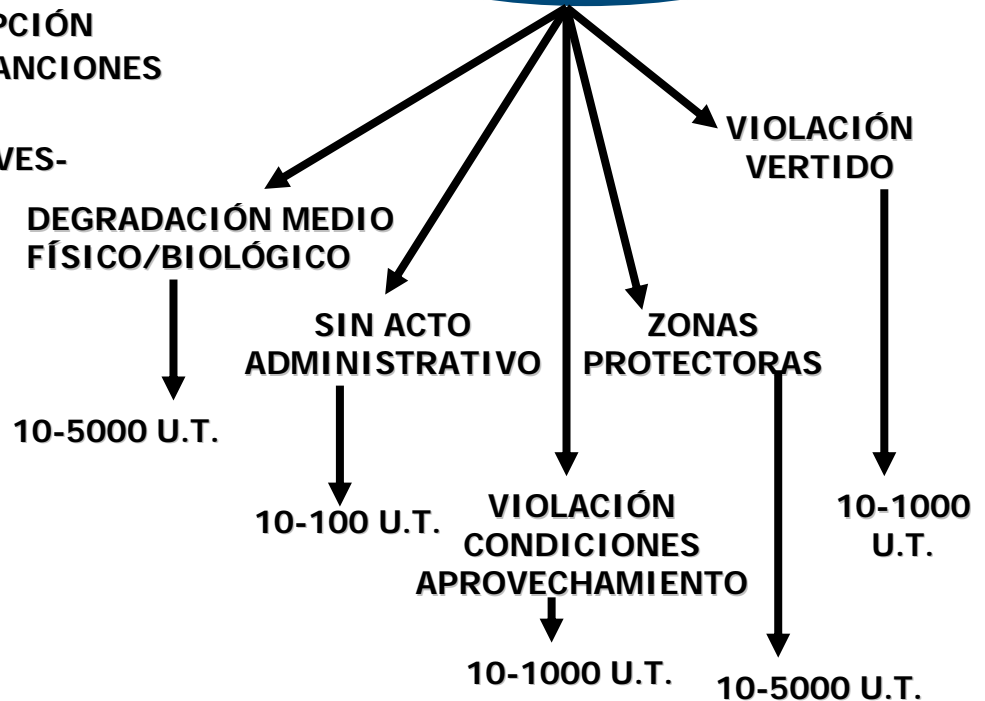 PCIÓN
ANCIONES
VES-
VIOLACIÓN
VERTIDO
DEGRADACIÓN MEDIO
FÍSICO/BIOLÓGICO
SIN ACTO
ADMINISTRATIVO
ZONAS
PROTECTORAS
10-5000 U.T.
10-100 U.T.
VIOLACIÓN
CONDICIONES
APROVECHAMIENTO
10-1000
U.T.
10-1000 U.T.
10-5000 U.T.